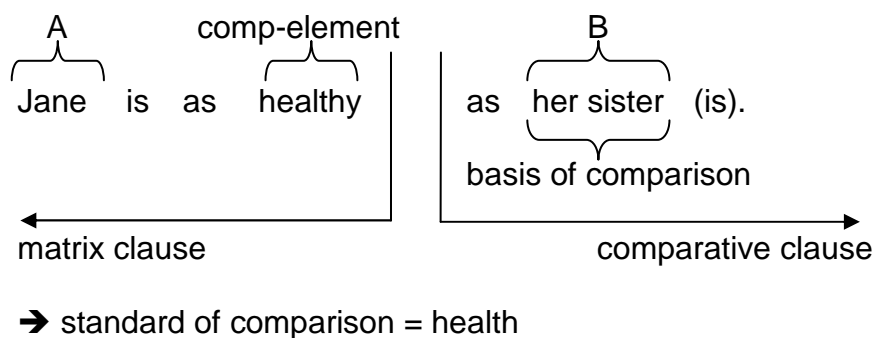 A comp-element B
Jane is as healthy as her sister (is).
basis of comparison
matrix clause comparative clause
➔ standard of comparison = health